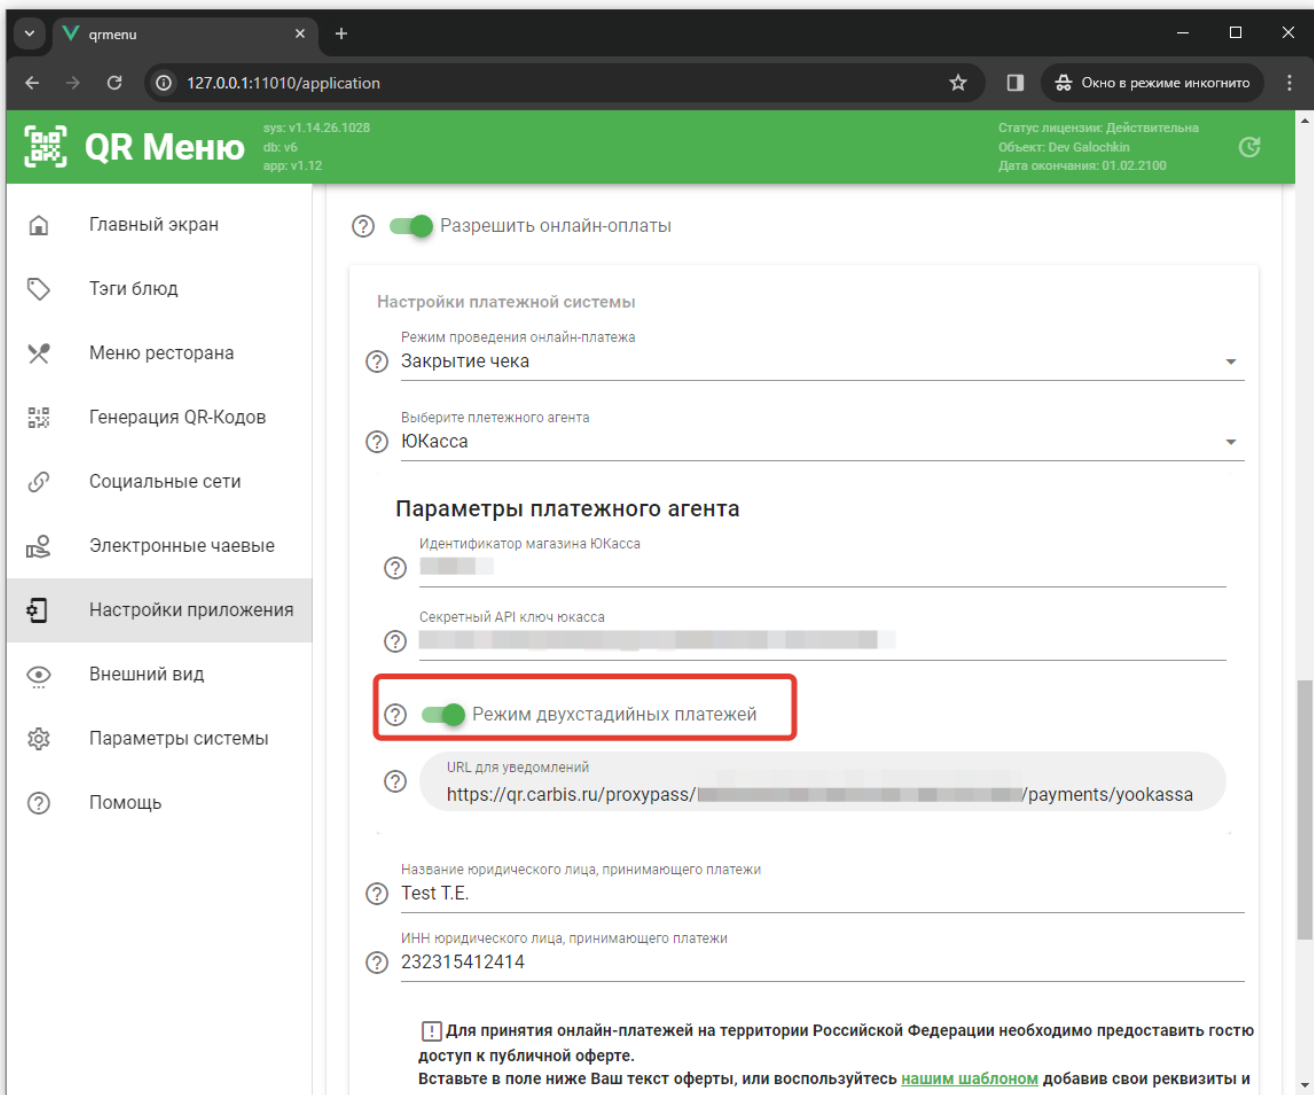 qrmenu
127.0.0.1:11010/application
Окно в режиме инкогнито
QR Меню
sys: v1.14.26.1028
db: v6
app: v1.12
Статус лицензии: Действительна
Объект: Dev Galochkin
Дата окончания: 01.02.2100
Главный экран
Тэги блюд
Меню ресторана
Генерация QR-Кодов
Социальные сети
Электронные чаевые
Настройки приложения
Внешний вид
Параметры системы
Помощь
Разрешить онлайн-оплаты
Настройки платежной системы
Режим проведения онлайн-платежа
Закрытие чека
Выберите плетежного агента
ЮКасса
Параметры платежного агента
Идентификатор магазина ЮКасса
Секретный API ключ юкасса
Режим двухстадийных платежей
URL для уведомлений
https://qr.carbis.ru/proxypass/ /payments/yookassa
Название юридического лица, принимающего платежи
Test T.E.
ИНН юридического лица, принимающего платежи
232315412414
Для принятия онлайн-платежей на территории Российской Федерации необходимо предоставить гостю
доступ к публичной оферте.
Вставьте в поле ниже Ваш текст оферты, или воспользуйтесь нашим шаблоном добавив свои реквизиты и